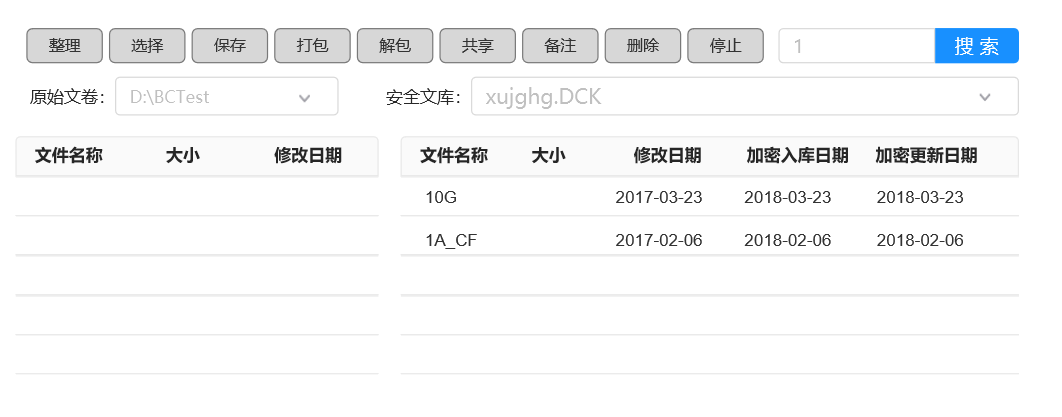 整理 选择 保存 打包 解包 共享 备注 删除 停止 1 搜 索
原始文卷： D:\BCTest 安全文库： xujghg.DCK
文件名称 大小 修改日期 文件名称 大小 修改日期 加密入库日期 加密更新日期
10G 2017-03-23 2018-03-23 2018-03-23
1A_CF 2017-02-06 2018-02-06 2018-02-06